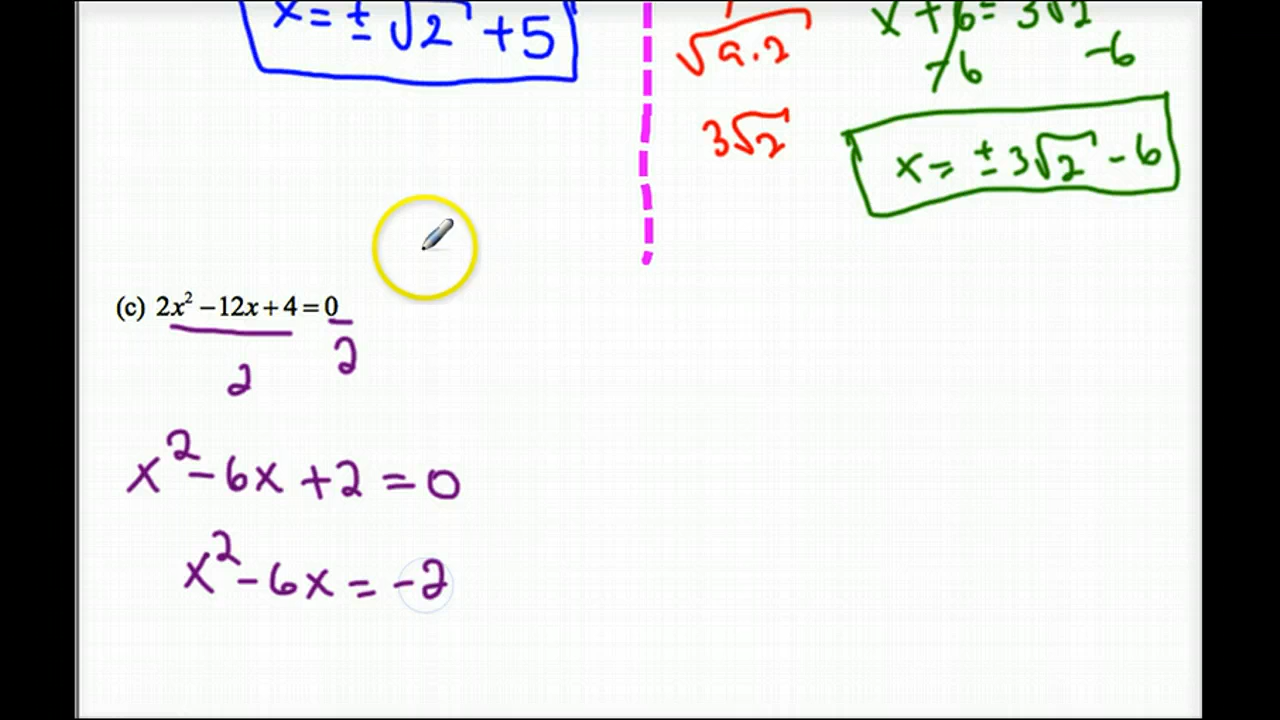 x = ± √2 + 5
√9.2
3√2
x + 6 = 3√2
-6 -6
x = ± 3√2 - 6
(c) 2x² − 12x + 4 = 0
2 2
x² - 6x + 2 = 0
x² - 6x = -2